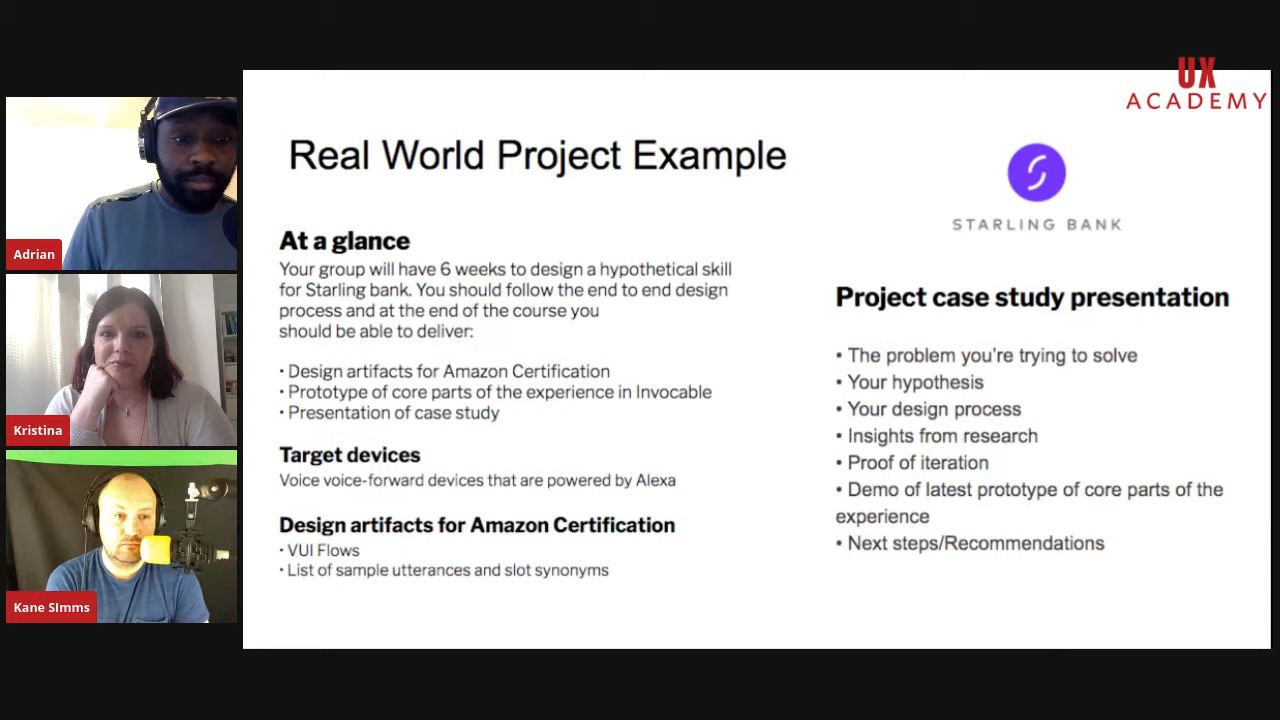 UX
ACADEMY
Adrian
Kristina
Kane SImms
Real World Project Example
STARLING BANK
At a glance
Your group will have 6 weeks to design a hypothetical skill
for Starling bank. You should follow the end to end design
process and at the end of the course you
should be able to deliver:
• Design artifacts for Amazon Certification
• Prototype of core parts of the experience in Invocable
• Presentation of case study
Target devices
Voice voice-forward devices that are powered by Alexa
Design artifacts for Amazon Certification
• VUI Flows
• List of sample utterances and slot synonyms
Project case study presentation
• The problem you're trying to solve
• Your hypothesis
• Your design process
• Insights from research
• Proof of iteration
• Demo of latest prototype of core parts of the
experience
• Next steps/Recommendations